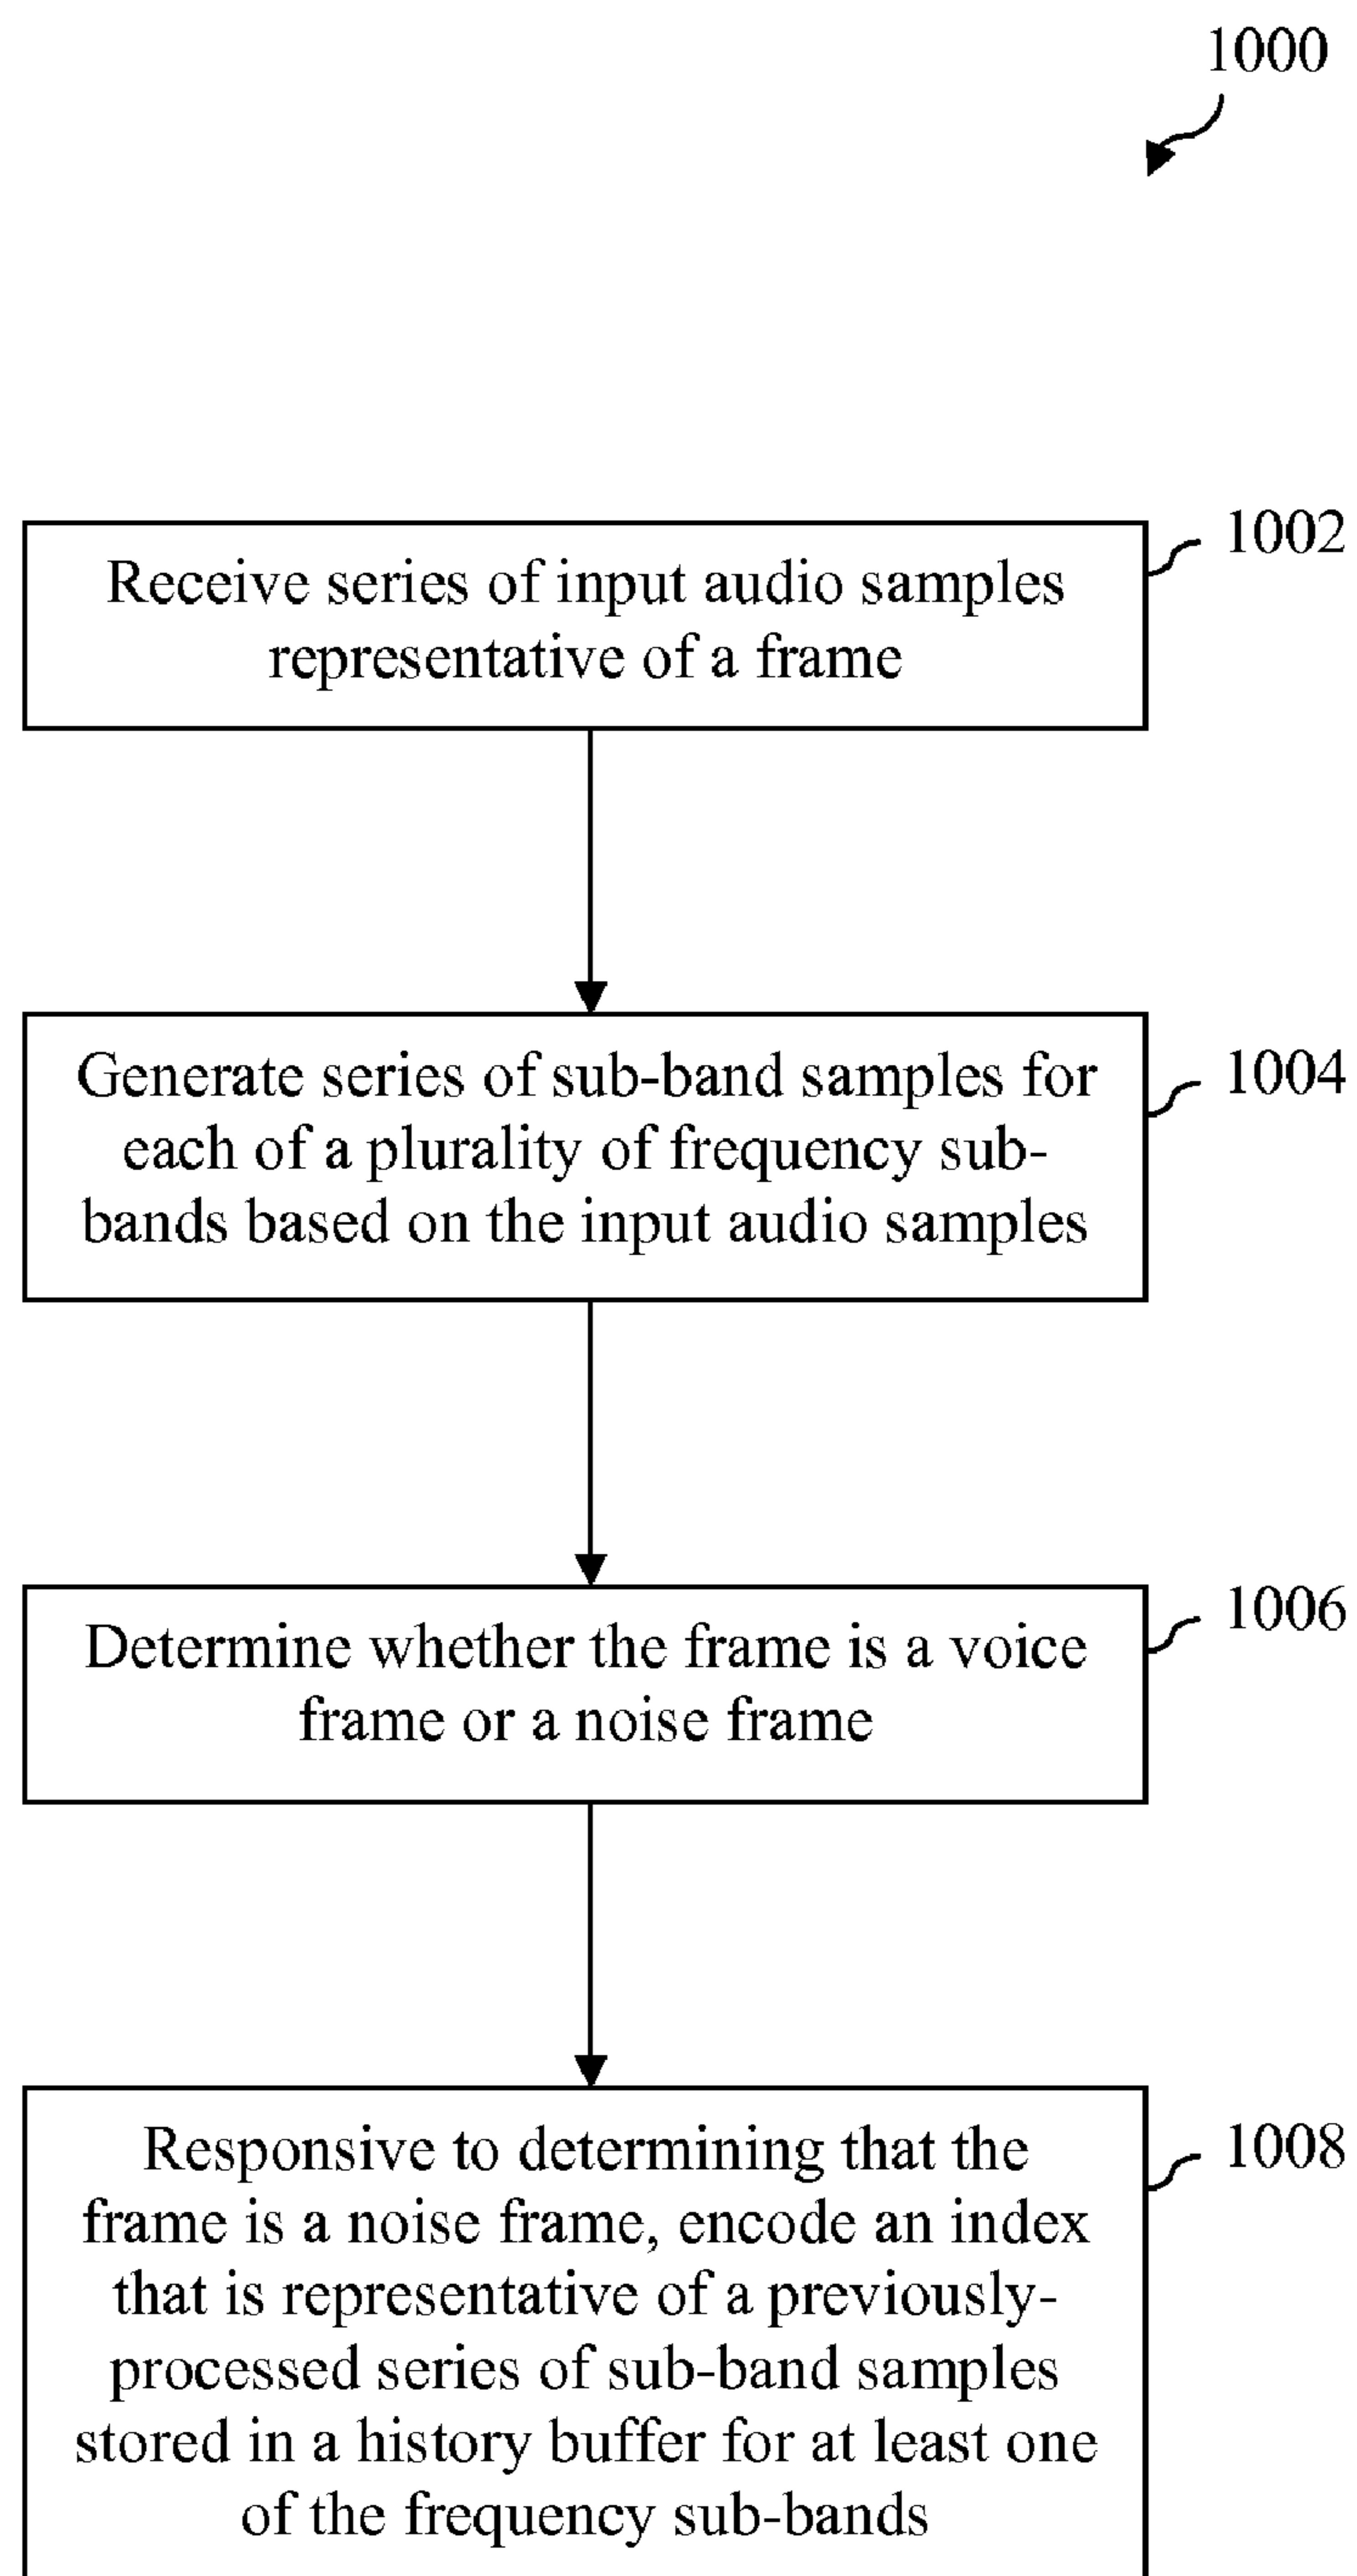 1000
1002
Receive series of input audio samples
representative of a frame
1004
Generate series of sub-band samples for
each of a plurality of frequency sub-
bands based on the input audio samples
1006
Determine whether the frame is a voice
frame or a noise frame
1008
Responsive to determining that the
frame is a noise frame, encode an index
that is representative of a previously-
processed series of sub-band samples
stored in a history buffer for at least one
of the frequency sub-bands